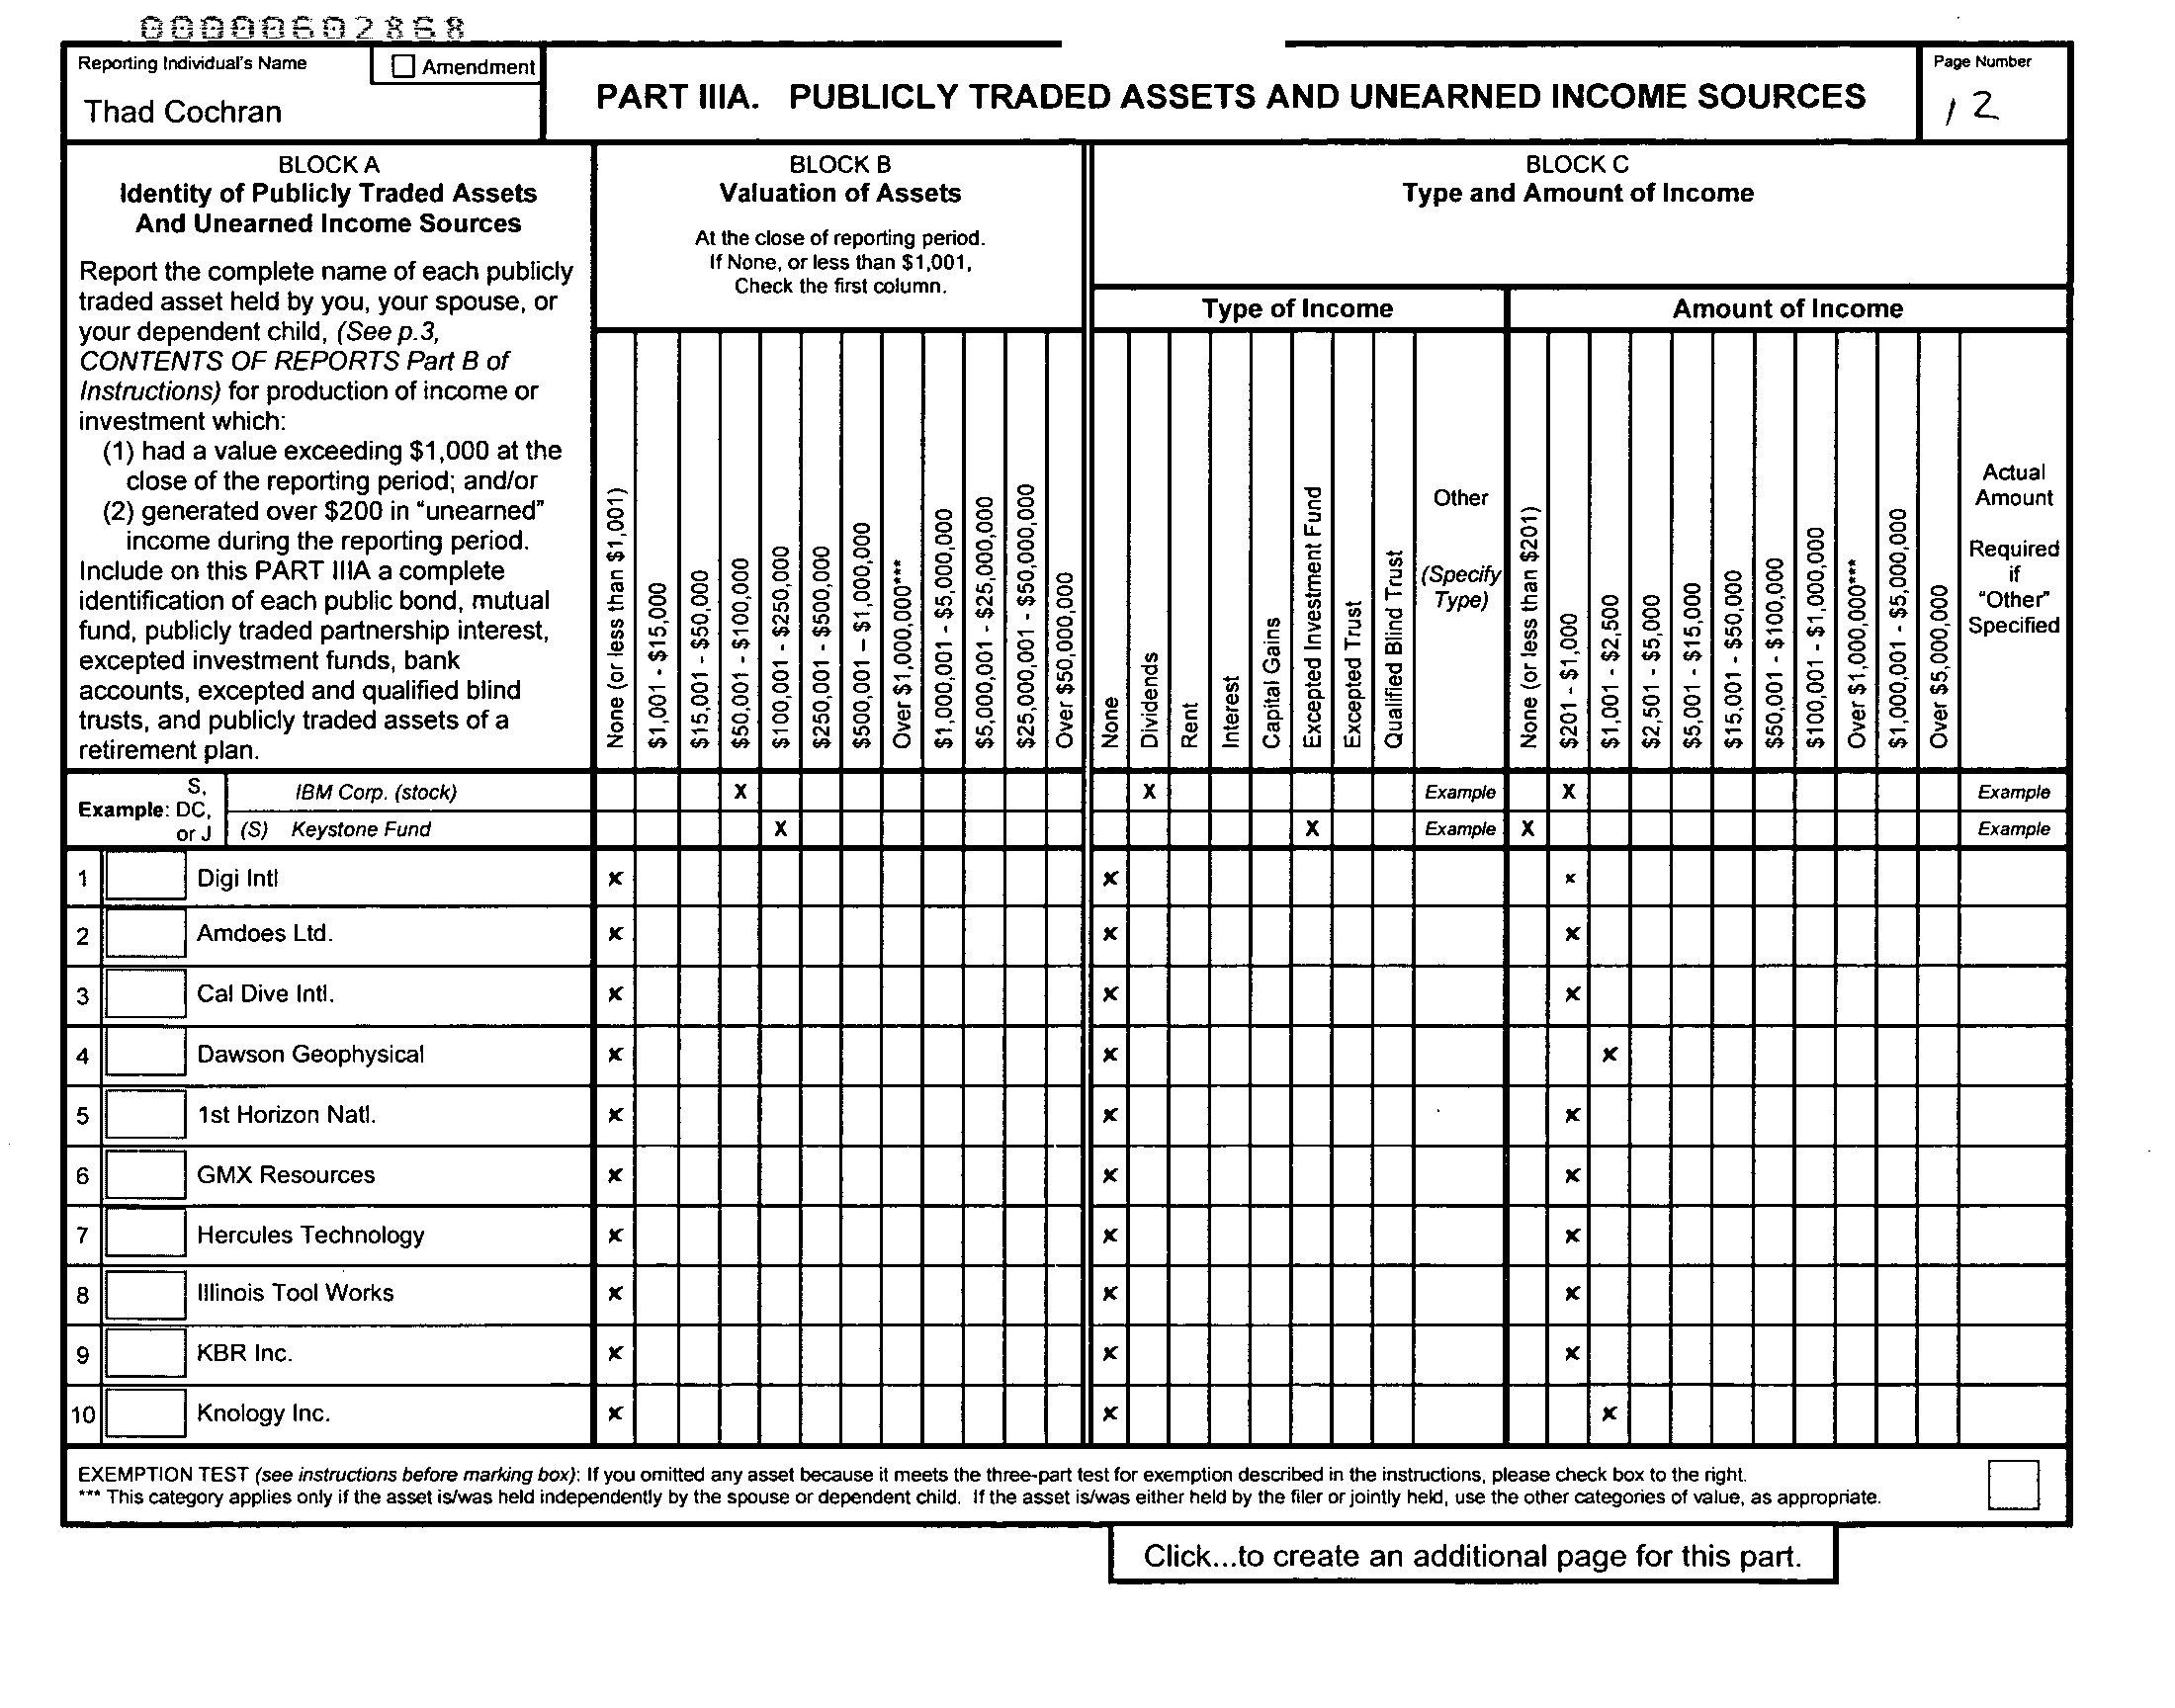 00000602868
Reporting Individual's Name
Amendment
Thad Cochran
PART IIIA. PUBLICLY TRADED ASSETS AND UNEARNED INCOME SOURCES
Page Number
12
BLOCK A
Identity of Publicly Traded Assets
And Unearned Income Sources
Report the complete name of each publicly
traded asset held by you, your spouse, or
your dependent child, (See p.3,
CONTENTS OF REPORTS Part B of
Instructions) for production of income or
investment which:
(1) had a value exceeding $1,000 at the
close of the reporting period; and/or
(2) generated over $200 in "unearned"
income during the reporting period.
Include on this PART IIIA a complete
identification of each public bond, mutual
fund, publicly traded partnership interest,
excepted investment funds, bank
accounts, excepted and qualified blind
trusts, and publicly traded assets of a
retirement plan.
BLOCK B
Valuation of Assets
At the close of reporting period.
If None, or less than $1,001,
Check the first column.
None (or less than $1,001)
$1,001 - $15,000
$15,001 - $50,000
$50,001 - $100,000
$100,001 - $250,000
$250,001 - $500,000
$500,001 – $1,000,000
Over $1,000,000***
$1,000,001 - $5,000,000
$5,000,001 - $25,000,000
$25,000,001 - $50,000,000
Over $50,000,000
BLOCK C
Type and Amount of Income
Type of Income
None
Dividends
Rent
Interest
Capital Gains
Excepted Investment Fund
Excepted Trust
Qualified Blind Trust
Other
(Specify
Type)
Amount of Income
None (or less than $201)
$201 - $1,000
$1,001 - $2,500
$2,501 - $5,000
$5,001 - $15,000
$15,001 - $50,000
$50,001 - $100,000
$100,001 - $1,000,000
Over $1,000,000***
$1,000,001 - $5,000,000
Over $5,000,000
Actual
Amount
Required
if
"Other"
Specified
Example:
S,
DC,
or J
IBM Corp. (stock) X X Example X Example
(S) Keystone Fund X X Example X Example
1 Digi Intl x x x
2 Amdoes Ltd. x x x
3 Cal Dive Intl. x x x
4 Dawson Geophysical x x x
5 1st Horizon Natl. x x x
6 GMX Resources x x x
7 Hercules Technology x x x
8 Illinois Tool Works x x x
9 KBR Inc. x x x
10 Knology Inc. x x x
EXEMPTION TEST (see instructions before marking box): If you omitted any asset because it meets the three-part test for exemption described in the instructions, please check box to the right.
*** This category applies only if the asset is/was held independently by the spouse or dependent child. If the asset is/was either held by the filer or jointly held, use the other categories of value, as appropriate.
Click...to create an additional page for this part.